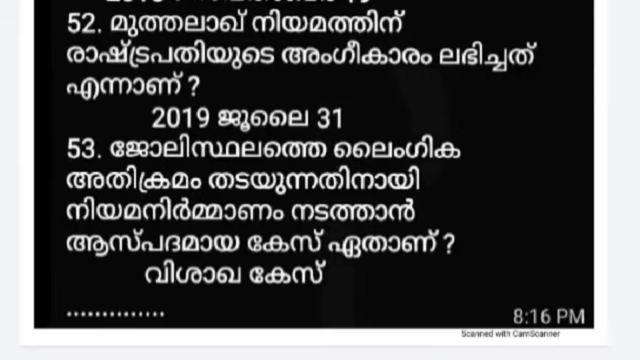 52. മുത്തലാഖ് നിയമത്തിന്
രാഷ്ട്രപതിയുടെ അംഗീകാരം ലഭിച്ചത്
എന്നാണ് ?
2019 ജൂലൈ 31
53. ജോലിസ്ഥലത്തെ ലൈംഗിക
അതിക്രമം തടയുന്നതിനായി
നിയമനിർമ്മാണം നടത്താൻ
ആസ്പദമായ കേസ് ഏതാണ് ?
വിശാഖ കേസ്
..............
8:16 PM
Scanned with CamScanner